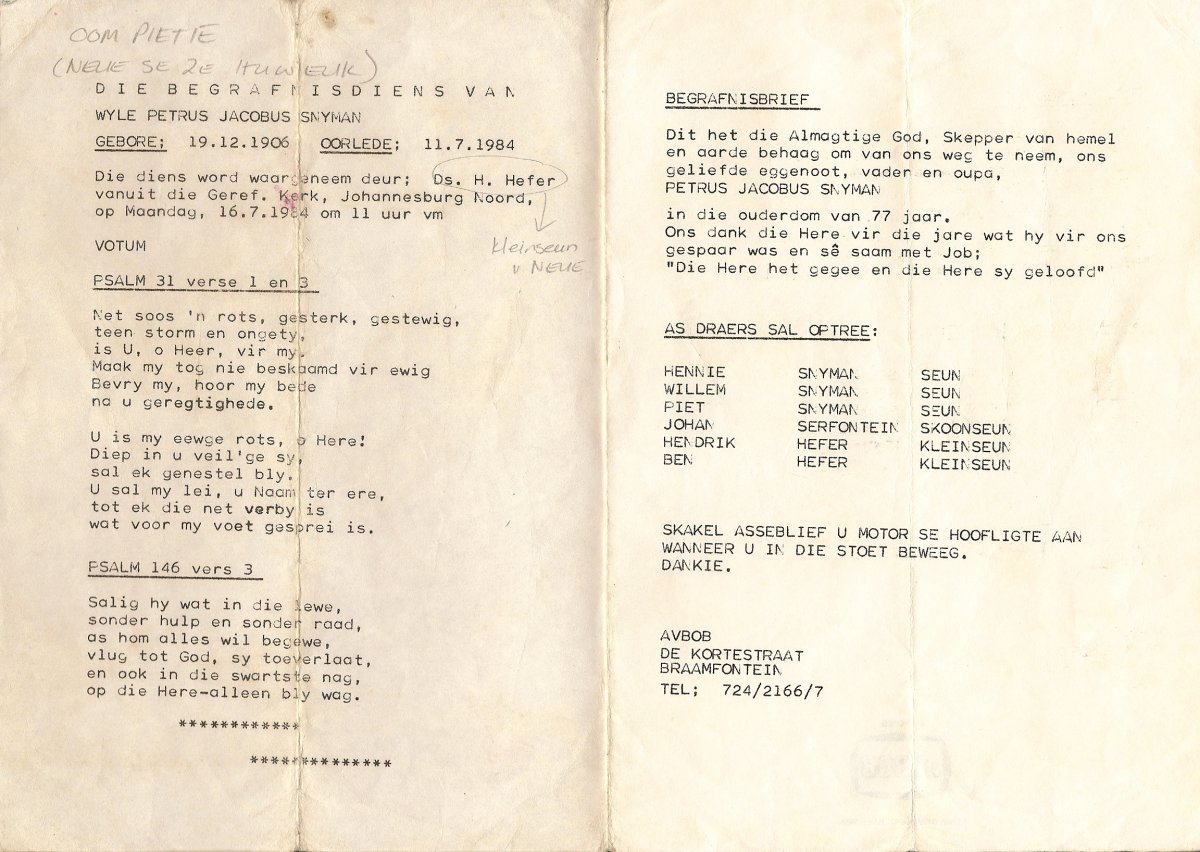 OOM PIETIE
(NELIE SE 2E HUWELIK)
DIE BEGRAFNISDIENS VAN
WYLE PETRUS JACOBUS SNYMAN
GEBORE; 19.12.1906 OORLEDE; 11.7.1984
Die diens word waargeneem deur; Ds. H. Hefer
vanuit die Geref. Kerk, Johannesburg Noord,
op Maandag, 16.7.1984 om 11 uur vm
kleinseun
v NELIE
VOTUM
PSALM 31 verse 1 en 3
Net soos 'n rots, gesterk, gestewig,
teen storm en ongety,
is U, o Heer, vir my.
Maak my tog nie beskaamd vir ewig
Bevry my, hoor my bede
na u geregtighede.
U is my eewge rots, o Here!
Diep in u veil'ge sy,
sal ek genestel bly.
U sal my lei, u Naam ter ere,
tot ek die net verby is
wat voor my voet gesprei is.
PSALM 146 vers 3
Salig hy wat in die lewe,
sonder hulp en sonder raad,
as hom alles wil begewe,
vlug tot God, sy toeverlaat,
en ook in die swartste nag,
op die Here-alleen bly wag.
************
**************
BEGRAFNISBRIEF
Dit het die Almagtige God, Skepper van hemel
en aarde behaag om van ons weg te neem, ons
geliefde eggenoot, vader en oupa,
PETRUS JACOBUS SNYMAN
in die ouderdom van 77 jaar.
Ons dank die Here vir die jare wat hy vir ons
gespaar was en sê saam met Job;
"Die Here het gegee en die Here sy geloofd"
AS DRAERS SAL OPTREE:
HENNIE SNYMAN SEUN
WILLEM SNYMAN SEUN
PIET SNYMAN SEUN
JOHAN SERFONTEIN SKOONSEUN
HENDRIK HEFER KLEINSEUN
BEN HEFER KLEINSEUN
SKAKEL ASSEBLIEF U MOTOR SE HOOFLIGTE AAN
WANNEER U IN DIE STOET BEWEEG.
DANKIE.
AVBOB
DE KORTESTRAAT
BRAAMFONTEIN
TEL; 724/2166/7